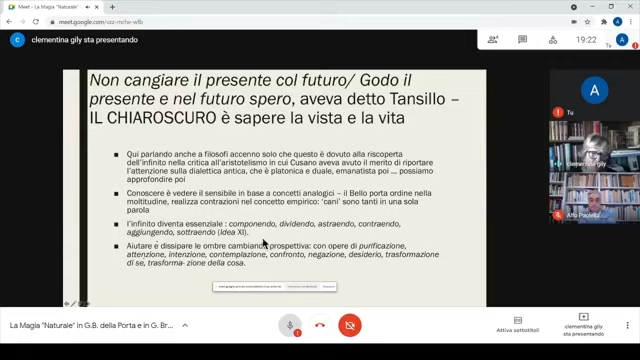 Meet – La Magia "Naturale"
meet.google.com/uzz-mcfw-wfb
c
clementina gily sta presentando
19:22
A
Non cangiare il presente col futuro/ Godo il
presente e nel futuro spero, aveva detto Tansillo –
IL CHIAROSCURO è sapere la vista e la vita
Qui parlando anche a filosofi accenno solo che questo è dovuto alla riscoperta
dell'infinito nella critica all'aristotelismo in cui Cusano aveva avuto il merito di riportare
l'attenzione sulla dialettica antica, che è platonica e duale, emanatista poi ... possiamo
approfondire poi
Conoscere è vedere il sensibile in base a concetti analogici – il Bello porta ordine nella
moltitudine, realizza contrazioni nel concetto empirico: 'cani' sono tanti in una sola
parola
L'infinito diventa essenziale : componendo, dividendo, astraendo, contraendo,
aggiungendo, sottraendo (idea XI).
Aiutare e dissipare le ombre cambiando prospettiva: con opere di purificazione,
attenzione, intenzione, contemplazione, confronto, negazione, desiderio, trasformazione
di se, trasforma- zione della cosa.
A
Tu
clementina gily
Alfo Paolella
La Magia "Naturale" in G.B. della Porta e in G. Br...
Attiva sottotitoli
clementina gily
sta presentando